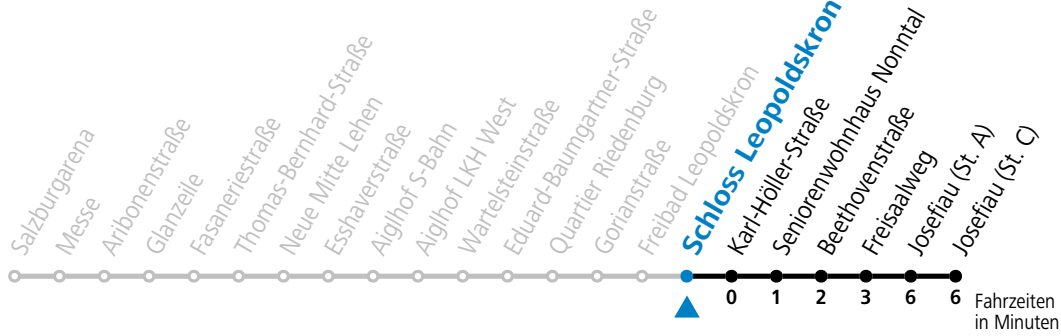 Salzburgarena
Messe
Aribonenstraße
Glanzeile
Fasaneriestraße
Thomas-Bernhard-Straße
Neue Mitte Lehen
Esshaverstraße
Aiglhof S-Bahn
Aiglhof LKH West
Wartelsteinstraße
Eduard-Baumgartner-Straße
Quartier Riedenburg
Gorianstraße
Freibad Leopoldskron
Schloss Leopoldskron
Karl-Höller-Straße
Seniorenwohnhaus Nonntal
Beethovenstraße
Freisaalweg
Josefiau (St. A)
Josefiau (St. C)
0 1 2 3 6 6
Fahrzeiten
in Minuten